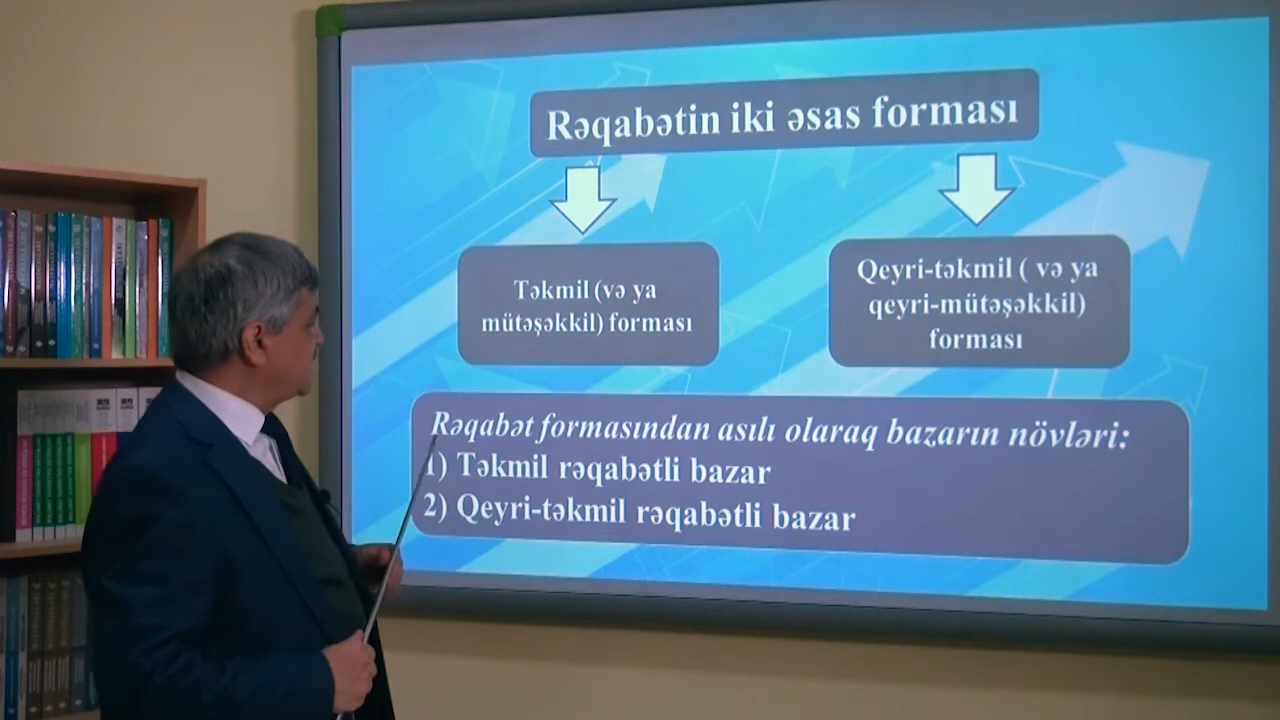 Rəqabətin iki əsas forması
Təkmil (və ya
mütəşəkkil) forması
Qeyri-təkmil ( və ya
qeyri-mütəşəkkil)
forması
Rəqabət formasından asılı olaraq bazarın növləri:
1) Təkmil rəqabətli bazar
2) Qeyri-təkmil rəqabətli bazar